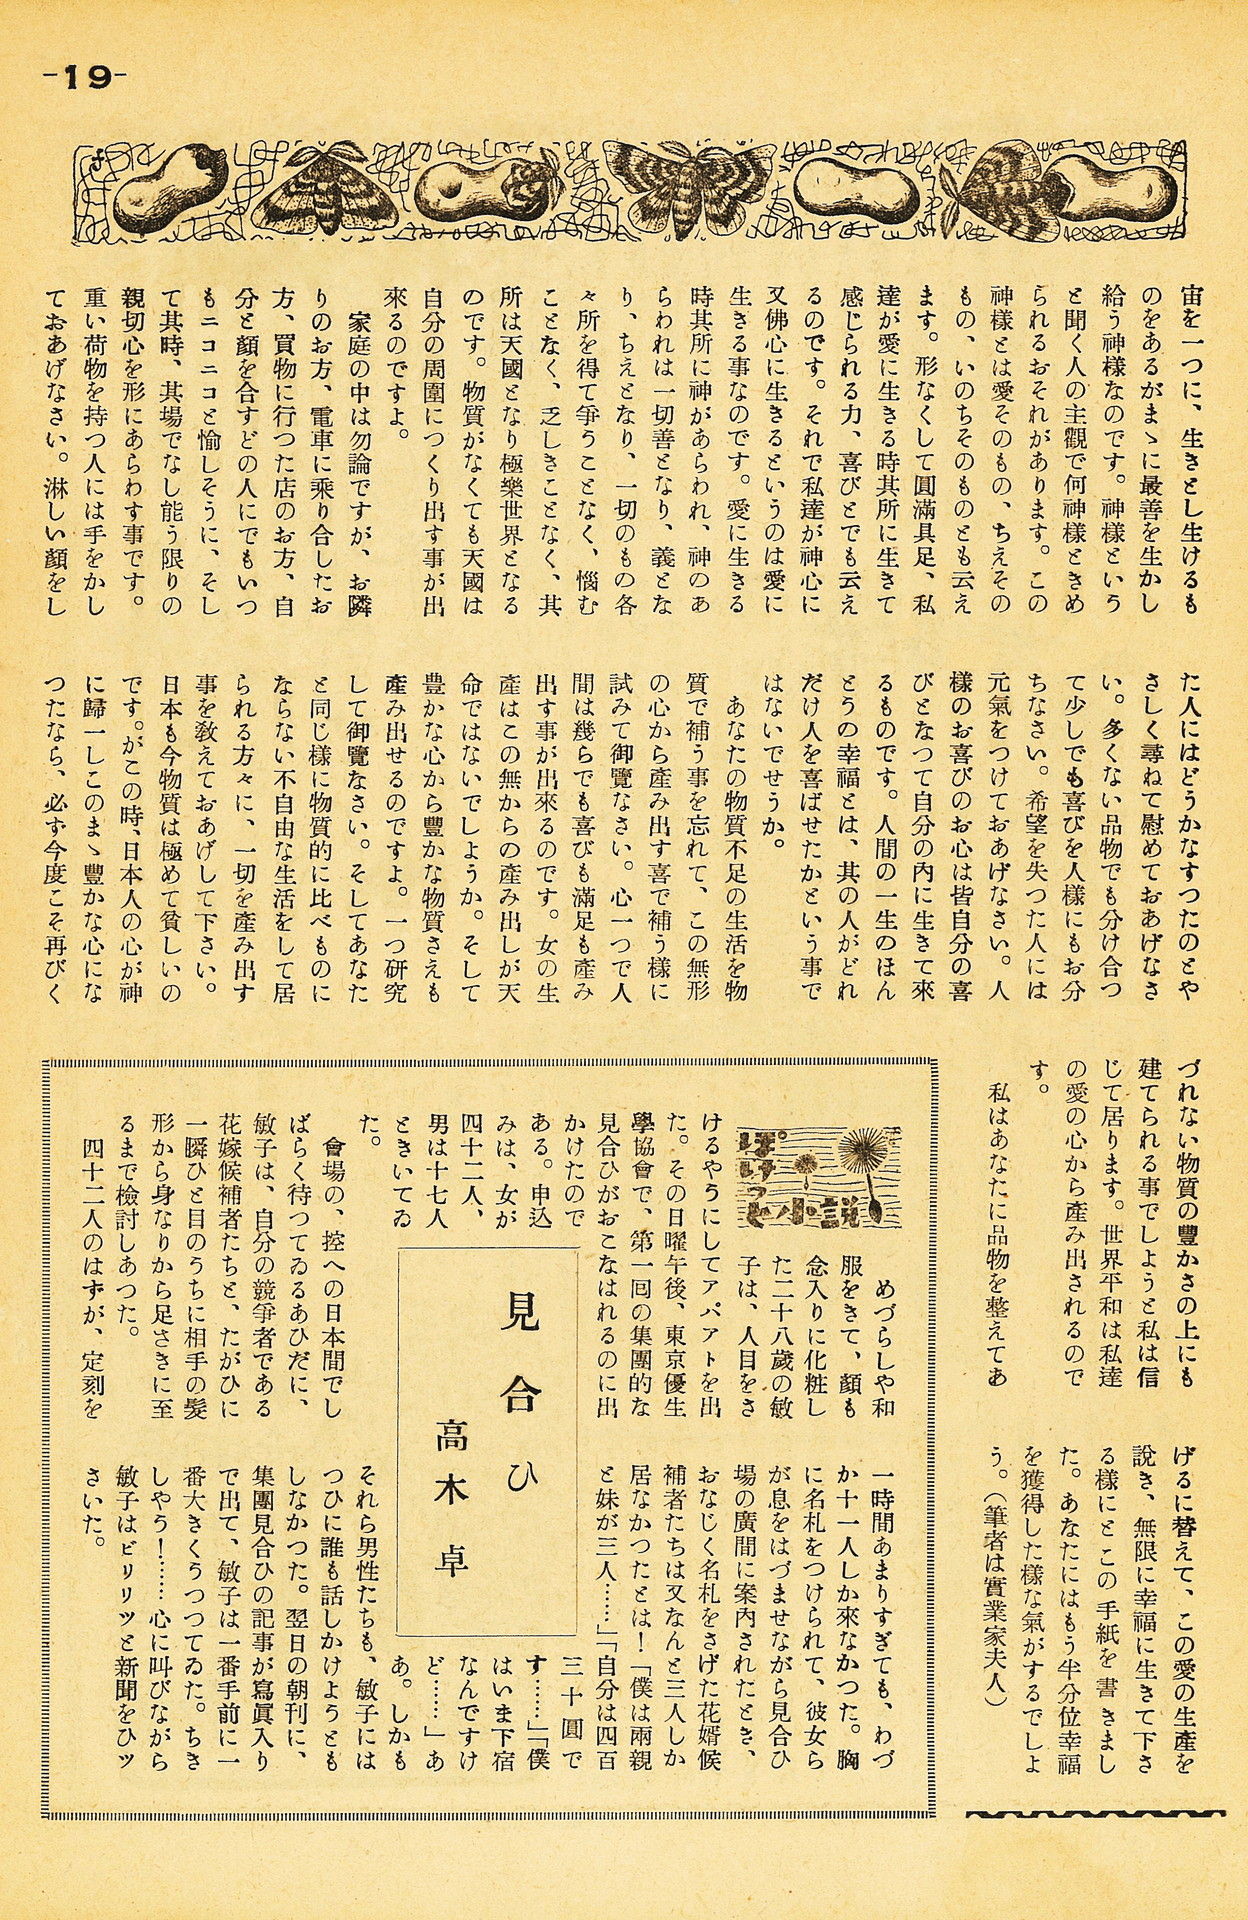 -19-
宙を一つに、生きとし生けるも
のをあるがまゝに最善を生かし
給う神様なのです。神様という
と聞く人の主觀で何神様ときめ
られるおそれがあります。この
神様とは愛そのもの、ちえその
もの、いのちそのものとも云え
ます。形なくして圓滿具足、私
達が愛に生きる時其所に生きて
感じられる力、喜びとでも云え
るのです。それで私達が神心に
又佛心に生きるというのは愛に
生きる事なのです。愛に生きる
時其所に神があらわれ、神のあ
らわれは一切善となり、義とな
り、ちえとなり、一切のもの各
々所を得て爭うことなく、惱む
ことなく、乏しきことなく、其
所は天國となり極樂世界となる
のです。物質がなくても天國は
自分の周圍につくり出す事が出
來るのですよ。
家庭の中は勿論ですが、お隣
りのお方、電車に乘り合したお
方、買物に行つた店のお方、自
分と顏を合すどの人にでもいつ
もニコニコと愉しそうに、そし
て其時、其場でなし能う限りの
親切心を形にあらわす事です。
重い荷物を持つ人には手をかし
ておあげなさい。淋しい顏をし
た人にはどうかなすつたのとや
さしく尋ねて慰めておあげなさ
い。多くない品物でも分け合つ
て少しでも喜びを人樣にもお分
ちなさい。希望を失つた人には
元氣をつけておあげなさい。人
樣のお喜びのお心は皆自分の喜
びとなつて自分の內に生きて來
るものです。人間の一生のほん
とうの幸福とは、其の人がどれ
だけ人を喜ばせたかという事で
はないでせうか。
あなたの物質不足の生活を物
質で補う事を忘れて、この無形
の心から產み出す喜で補う樣に
試みて御覽なさい。心一つで人
間は幾らでも喜びも滿足も產み
出す事が出來るのです。女の生
產はこの無からの產み出しが天
命ではないでしようか。そして
豐かな心から豐かな物質さえも
產み出せるのですよ。一つ硏究
して御覽なさい。そしてあなた
と同じ樣に物質的に比べものに
ならない不自由な生活をして居
られる方々に、一切を產み出す
事を敎えておあげして下さい。
日本も今物質は極めて貧しいの
です。がこの時、日本人の心が神
に歸一しこのまゝ豐かな心にな
つたなら、必ず今度こそ再びく
づれない物質の豐かさの上にも
建てられる事でしようと私は信
じて居ります。世界平和は私達
の愛の心から產み出されるので
す。
私はあなたに品物を整えてあ
げるに替えて、この愛の生產を
說き、無限に幸福に生きて下さ
る樣にとこの手紙を書きまし
た。あなたにはもう半分位幸福
を獲得した樣な氣がするでしよ
う。(筆者は實業家夫人)
ぽけっと小説
見合ひ
高木卓
めづらしや和
服をきて、顏も
念入りに化粧し
た二十八歲の敏
子は、人目をさ
けるやうにしてアパアトを出
た。その日曜午後、東京優生
學協會で、第一回の集團的な
見合ひがおこなはれるのに出
かけたので
ある。申込
みは、女が
四十二人、
男は十七人
ときいてゐ
た。
會場の、控への日本間でし
ばらく待つてゐるあひだに、
敏子は、自分の競爭者である
花嫁候補者たちと、たがひに
一瞬ひと目のうちに相手の髮
形から身なりから足さきに至
るまで檢討しあつた。
四十二人のはずが、定刻を
一時間あまりすぎても、わづ
か十一人しか來なかつた。胸
に名札をつけられて、彼女ら
が息をはづませながら見合ひ
場の廣間に案內されたとき、
おなじく名札をさげた花婿候
補者たちは又なんと三人しか
居なかつたとは!「僕は兩親
と妹が三人……」「自分は四百
三十圓で
す……」「僕
はいま下宿
なんですけ
ど……」あ
あ。しかも
それら男性たちも、敏子には
つひに誰も話しかけようとも
しなかつた。翌日の朝刊に、
集團見合ひの記事が寫眞入り
で出て、敏子は一番手前に一
番大きくうつつてゐた。ちき
しやう!……心に叫びながら
敏子はビリリツと新聞をひツ
さいた。